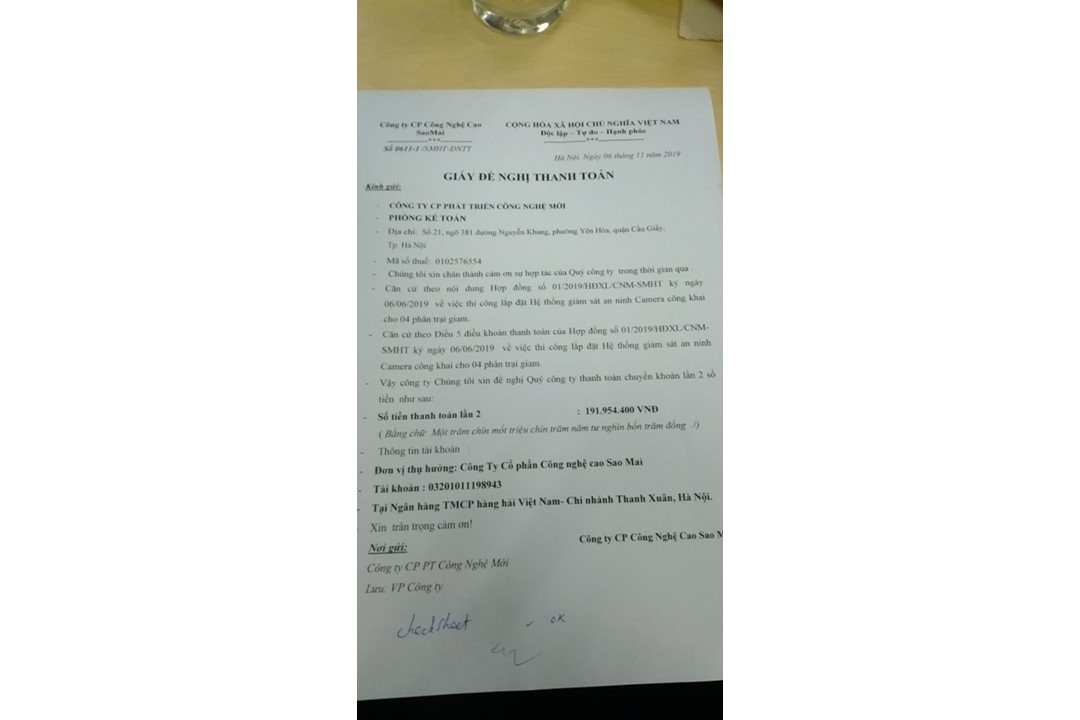 Công ty CP Công Nghệ Cao
SaoMai
***
Số 0611-1 /SMHT-ĐNTT
CỘNG HÒA XÃ HỘI CHỦ NGHĨA VIỆT NAM
Độc lập – Tự do – Hạnh phúc
***
Hà Nội. Ngày 06 tháng 11 năm 2019
GIẤY ĐỀ NGHỊ THANH TOÁN
Kính gửi:
- CÔNG TY CP PHÁT TRIỂN CÔNG NGHỆ MỚI
- PHÒNG KẾ TOÁN
- Địa chỉ: Số 21, ngõ 381 đường Nguyễn Khang, phường Yên Hòa, quận Cầu Giấy,
Tp. Hà Nội
- Mã số thuế: 0102576554
- Chúng tôi xin chân thành cảm ơn sự hợp tác của Quý công ty trong thời gian qua
- Căn cứ theo nội dung Hợp đồng số 01/2019/HĐXL/CNM-SMHT ký ngày
06/06/2019 về việc thi công lắp đặt Hệ thống giám sát an ninh Camera công khai
cho 04 phân trại giam.
- Căn cứ theo Điều 5 điều khoản thanh toán của Hợp đồng số 01/2019/HĐXL/CNM-
SMHT ký ngày 06/06/2019 về việc thi công lắp đặt Hệ thống giám sát an ninh
Camera công khai cho 04 phân trại giam.
- Vậy công ty Chúng tôi xin đề nghị Quý công ty thanh toán chuyển khoản lần 2 số
tiền như sau:
- Số tiền thanh toán lần 2 : 191.954.400 VNĐ
( Bằng chữ: Một trăm chín mốt triệu chín trăm năm tư nghìn bốn trăm đồng ./)
- Thông tin tài khoản :
- Đơn vị thụ hưởng: Công Ty Cổ phần Công nghệ cao Sao Mai
- Tài khoản : 03201011198943
- Tại Ngân hàng TMCP hàng hải Việt Nam- Chi nhánh Thanh Xuân, Hà Nội.
- Xin trân trọng cảm ơn!
Công ty CP Công Nghệ Cao Sao M
Nơi gửi:
Công ty CP PT Công Nghệ Mới
Lưu: VP Công ty
checksheet - OK